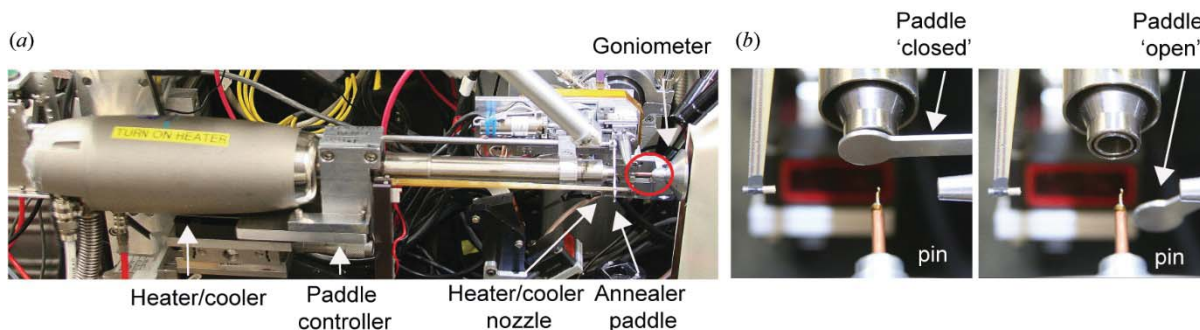 (a)
Goniometer
TURN ON HEATER
Heater/cooler
Paddle
controller
Heater/cooler
nozzle
Annealer
paddle
(b)
Paddle
‘closed’
Paddle
‘open’
pin
pin